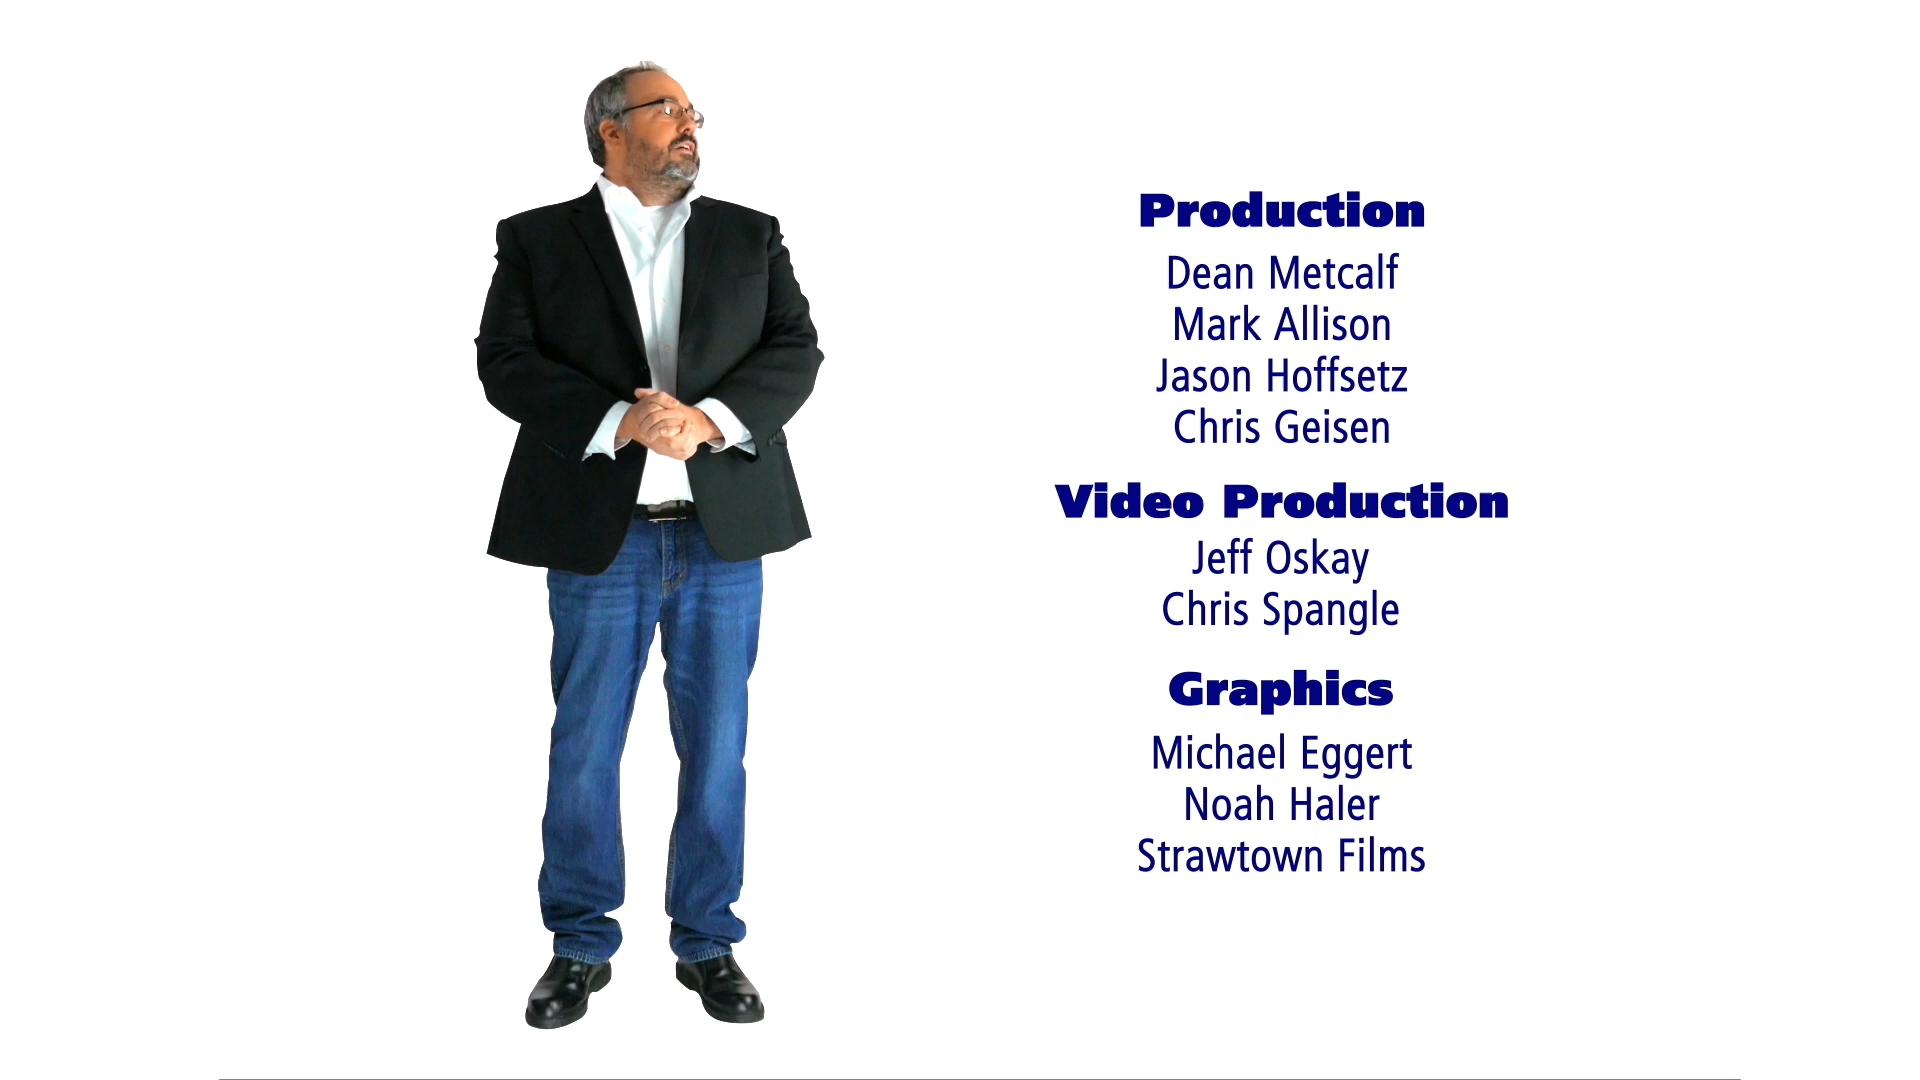 Production
Dean Metcalf
Mark Allison
Jason Hoffsetz
Chris Geisen
Video Production
Jeff Oskay
Chris Spangle
Graphics
Michael Eggert
Noah Haler
Strawtown Films